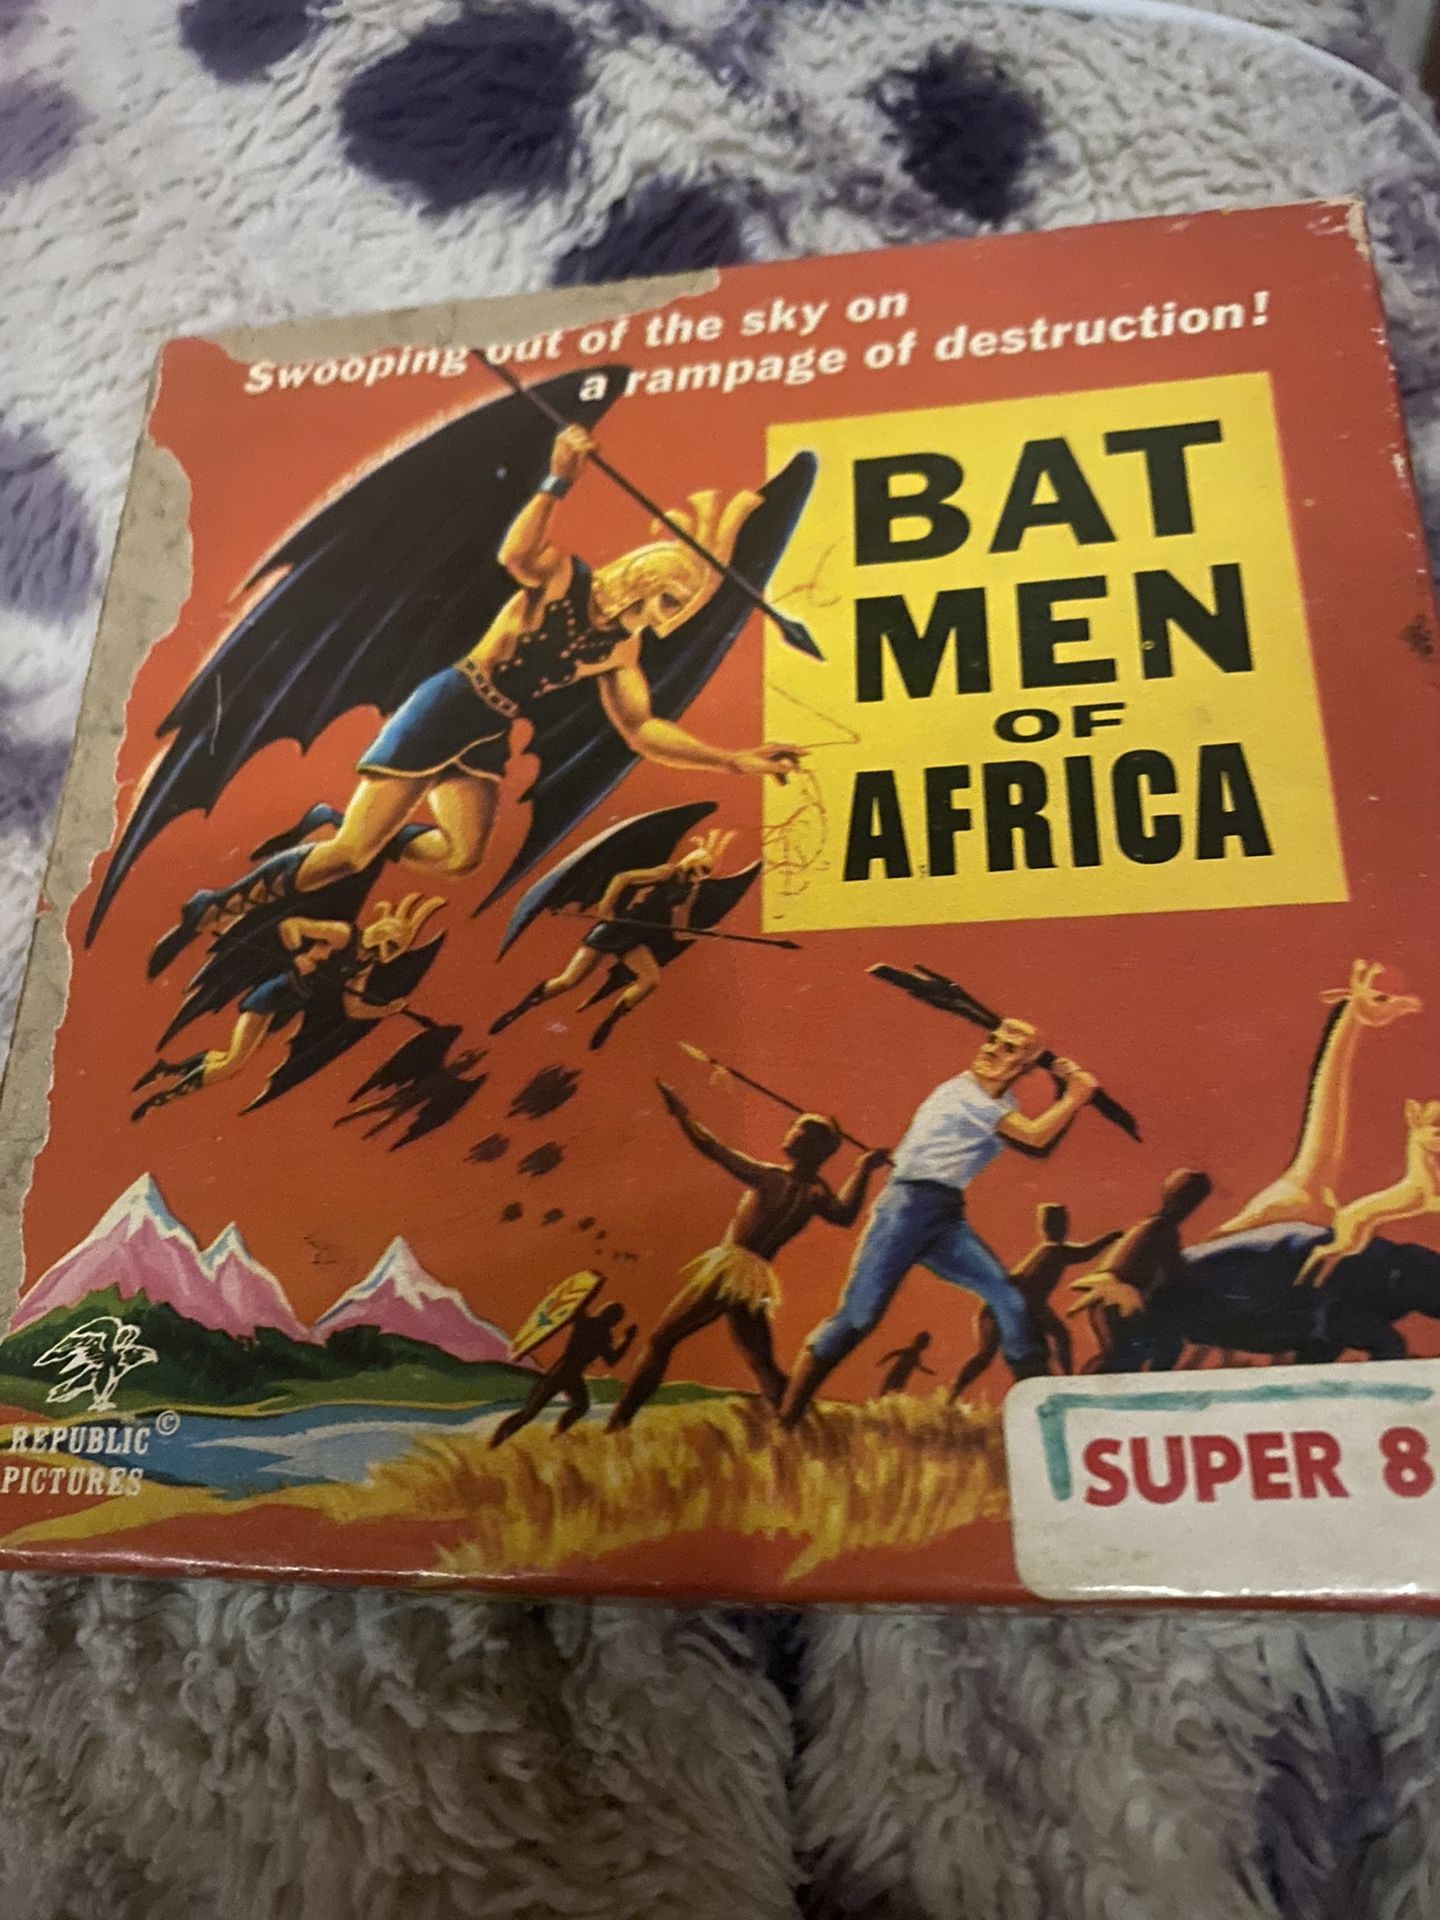 Swooping out of the sky on
a rampage of destruction!
BAT
MEN
OF
AFRICA
REPUBLIC ©
PICTURES
SUPER 8